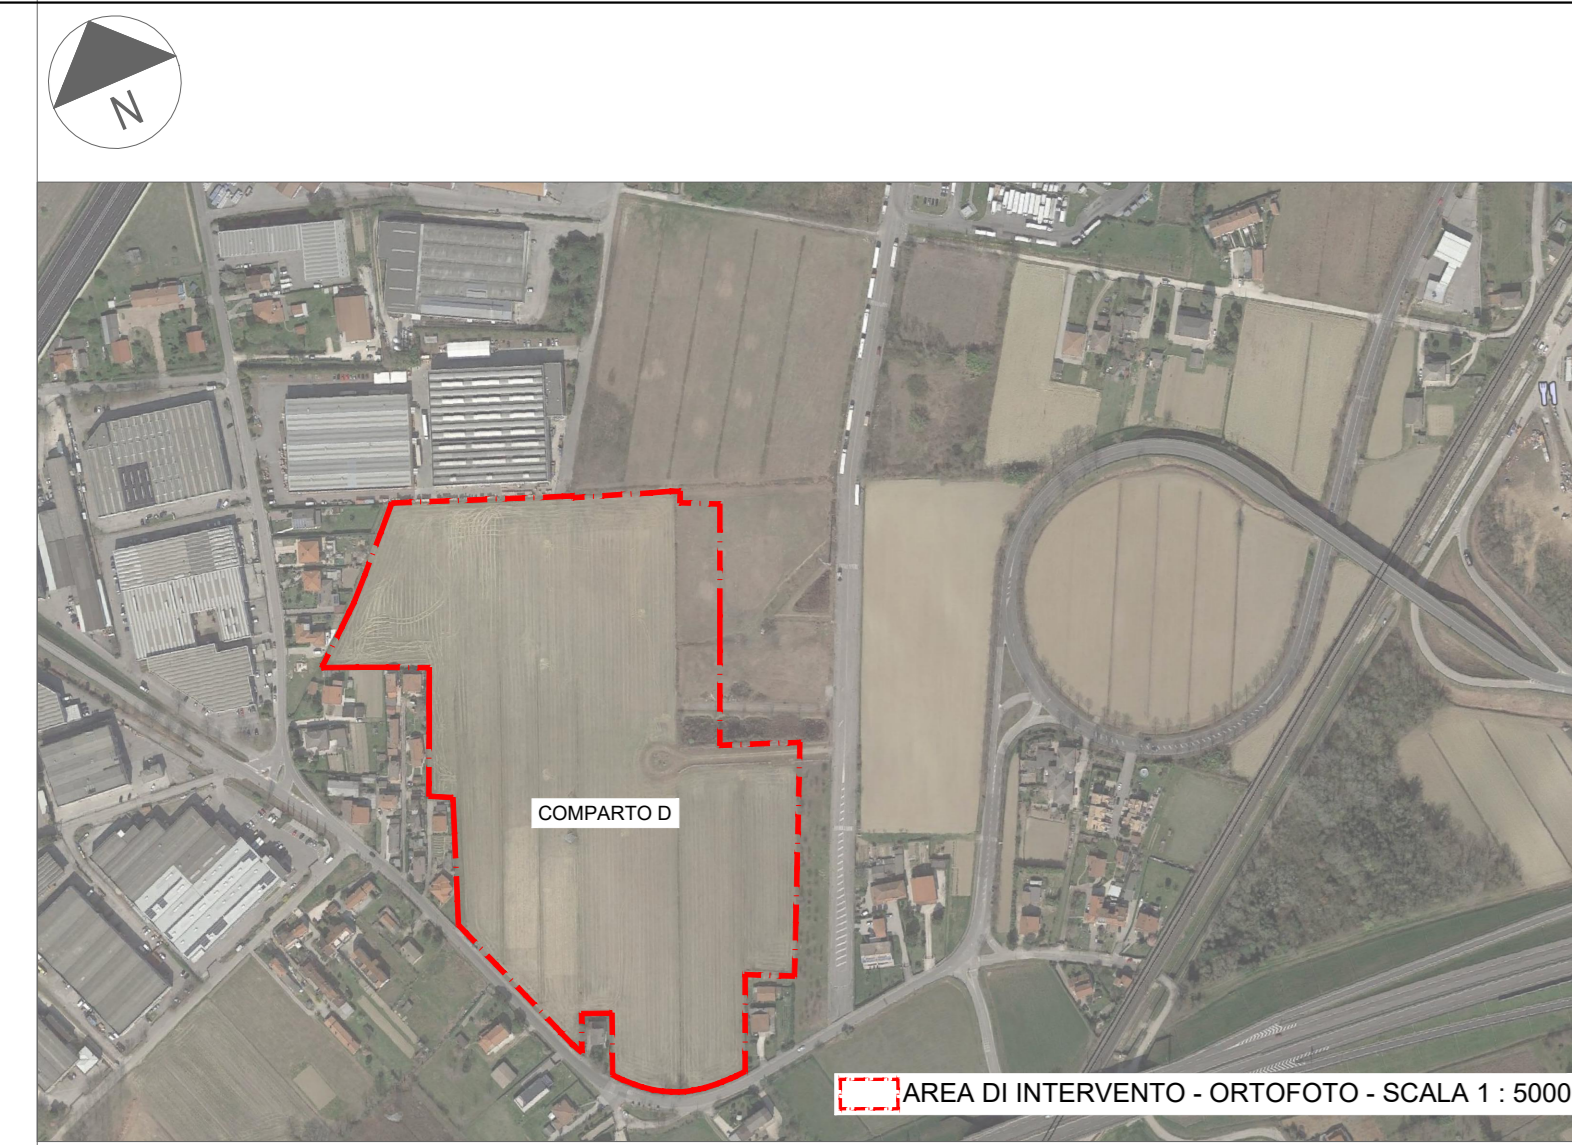 N
COMPARTO D
AREA DI INTERVENTO - ORTOFOTO - SCALA 1 : 5000